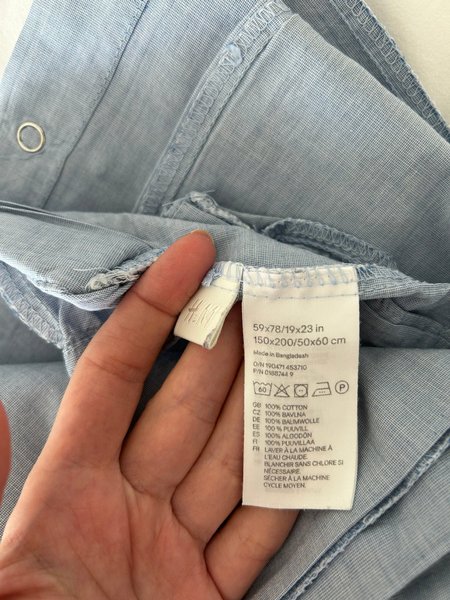 H&M
59x78/19x23 in
150x200/50x60 cm
Made in Bangladesh
O/N 190471 453710
P/N 0188744 9
60 P
GB 100% COTTON
CZ 100% BAVLNA
DE 100% BAUMWOLLE
EE 100% PUUVILL
ES 100% ALGODÓN
FI 100% PUUVILLAA
FR LAVER À LA MACHINE
À L'EAU CHAUDE.
BLANCHIR SANS CHLORE SI
NÉCESSAIRE.
SÉCHER À LA MACHINE
CYCLE MOYEN.